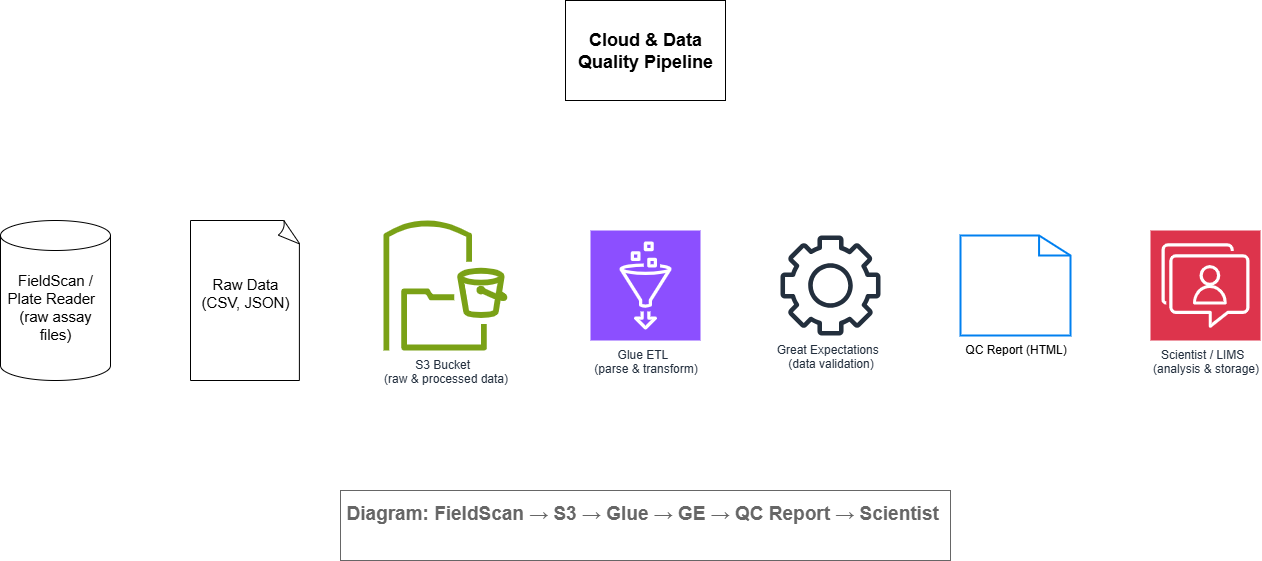 Cloud & Data
Quality Pipeline
FieldScan /
Plate Reader
(raw assay
files)
Raw Data
(CSV, JSON)
S3 Bucket
(raw & processed data)
Glue ETL
(parse & transform)
Great Expectations
(data validation)
QC Report (HTML)
Scientist / LIMS
(analysis & storage)
Diagram: FieldScan → S3 → Glue → GE → QC Report → Scientist